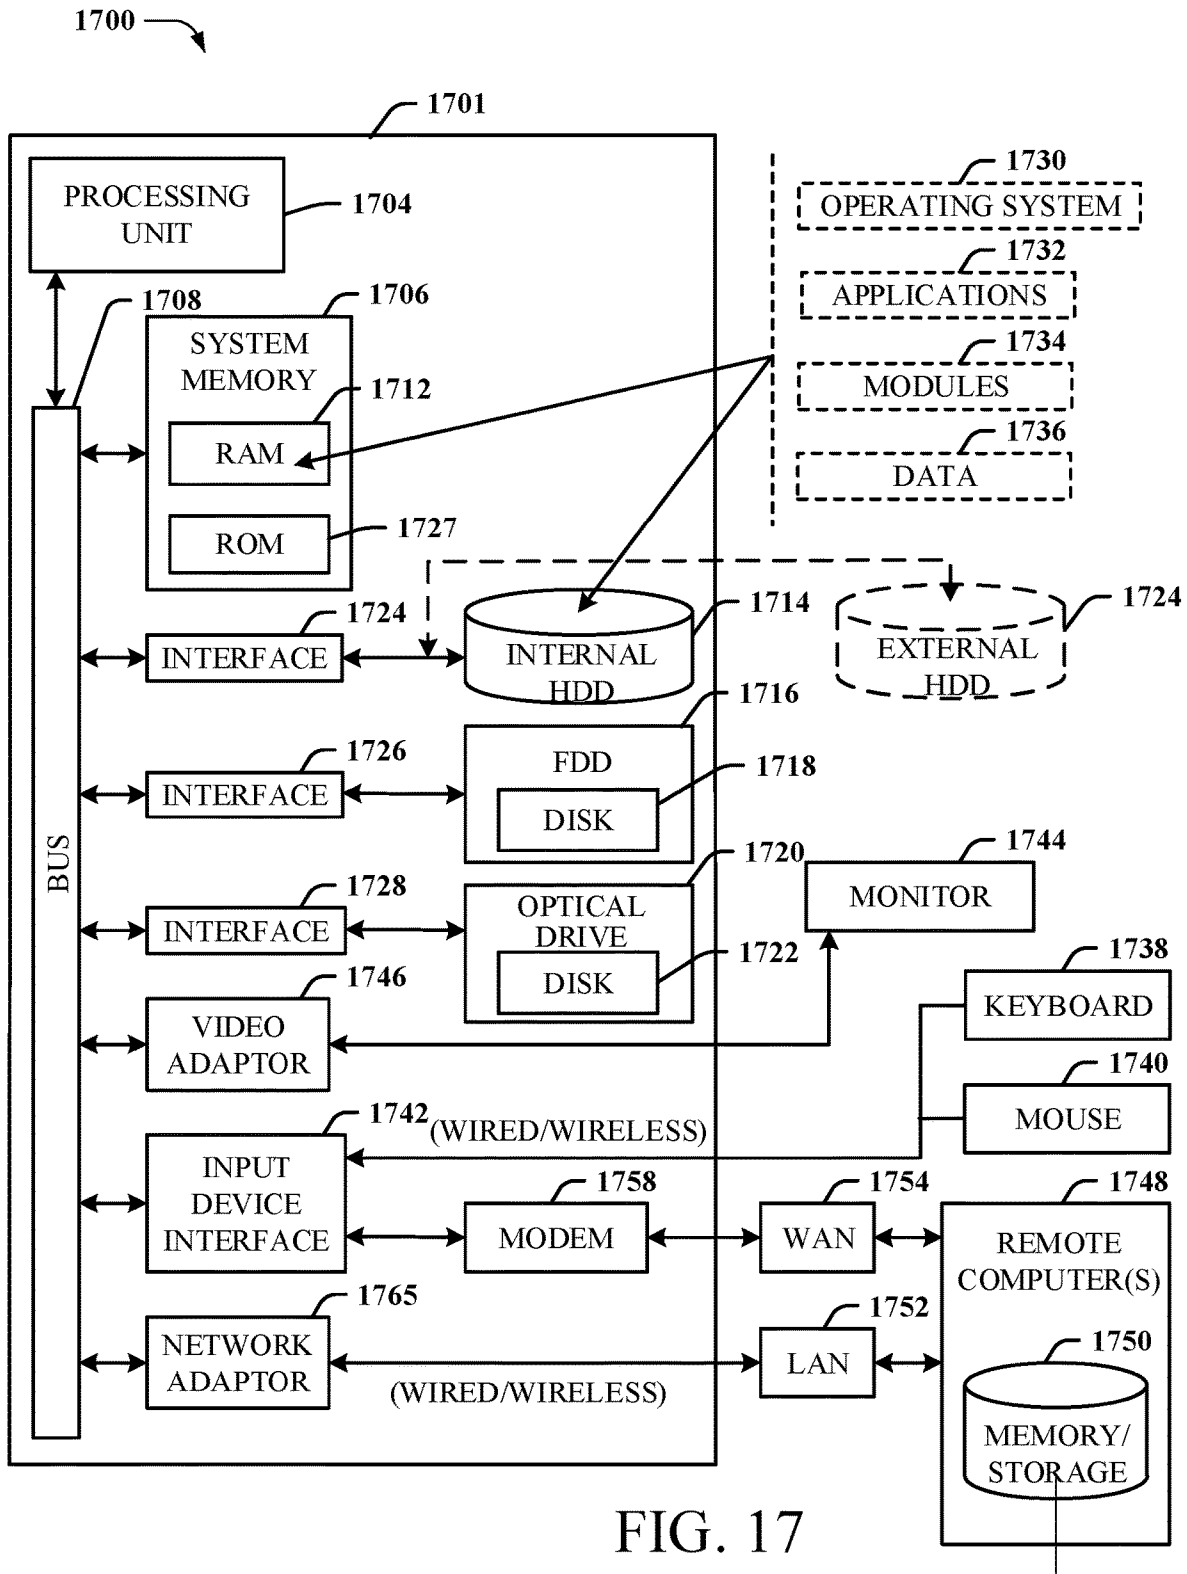 1700
1701
PROCESSING
UNIT
1704
1708
1706
SYSTEM
MEMORY
1712
RAM
1727
ROM
1730
OPERATING SYSTEM
1732
APPLICATIONS
1734
MODULES
1736
DATA
1724
INTERFACE
1714
INTERNAL
HDD
1724
EXTERNAL
HDD
1726
INTERFACE
1716
FDD
1718
DISK
BUS
1728
INTERFACE
1720
OPTICAL
DRIVE
1722
DISK
1744
MONITOR
1746
VIDEO
ADAPTOR
1738
KEYBOARD
1740
MOUSE
1742
(WIRED/WIRELESS)
INPUT
DEVICE
INTERFACE
1758
MODEM
1754
WAN
1748
REMOTE
COMPUTER(S)
1765
NETWORK
ADAPTOR
(WIRED/WIRELESS)
1752
LAN
1750
MEMORY/
STORAGE
FIG. 17